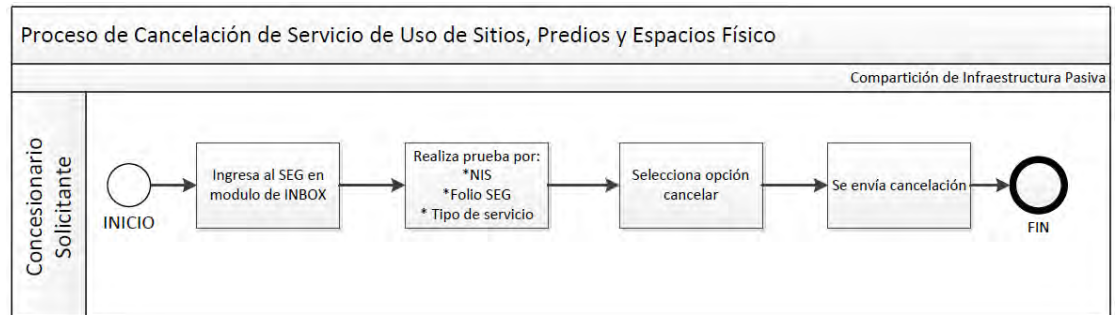 Proceso de Cancelación de Servicio de Uso de Sitios, Predios y Espacios Físico
Compartición de Infraestructura Pasiva
Concesionario
Solicitante
INICIO
Ingresa al SEG en
modulo de INBOX
Realiza prueba por:
*NIS
*Folio SEG
* Tipo de servicio
Selecciona opción
cancelar
Se envía cancelación
FIN